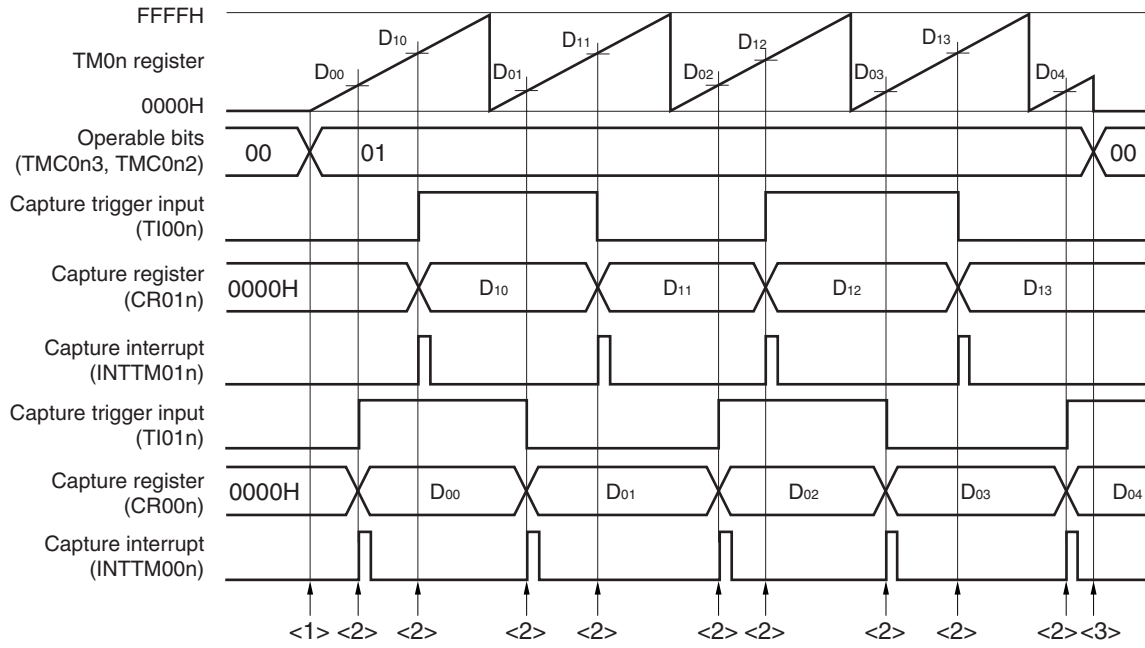 FFFFH
TM0n register
0000H
D10
D11
D12
D13
D00
D01
D02
D03
D04
Operable bits
(TMC0n3, TMC0n2)
00
01
00
Capture trigger input
(TI00n)
Capture register
(CR01n)
0000H
D10
D11
D12
D13
Capture interrupt
(INTTM01n)
Capture trigger input
(TI01n)
Capture register
(CR00n)
0000H
D00
D01
D02
D03
D04
Capture interrupt
(INTTM00n)
<1> <2> <2> <2> <2> <2> <2> <2> <2> <2> <3>